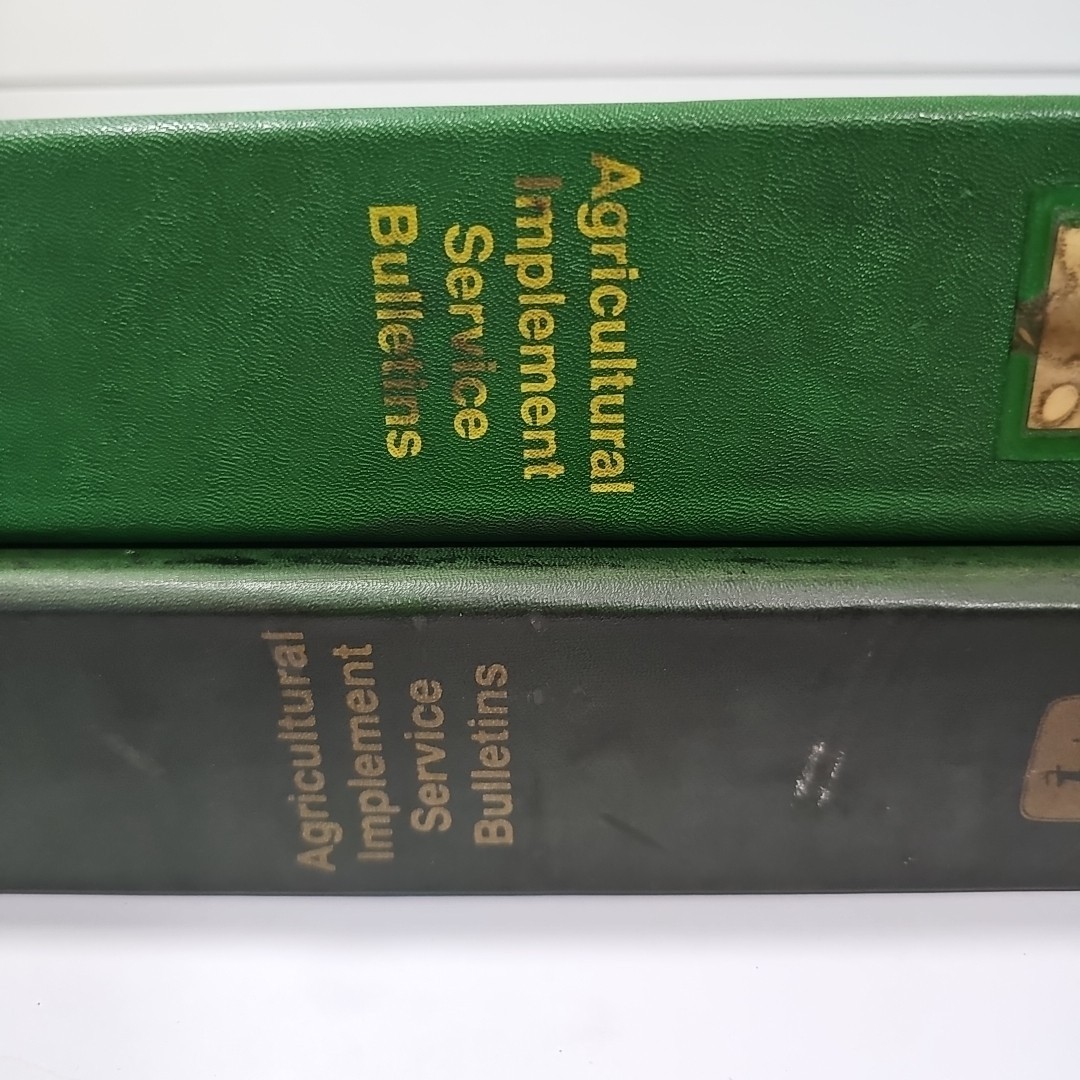 Agricultural
Implement
Service
Bulletins
Agricultural
Implement
Service
Bulletins